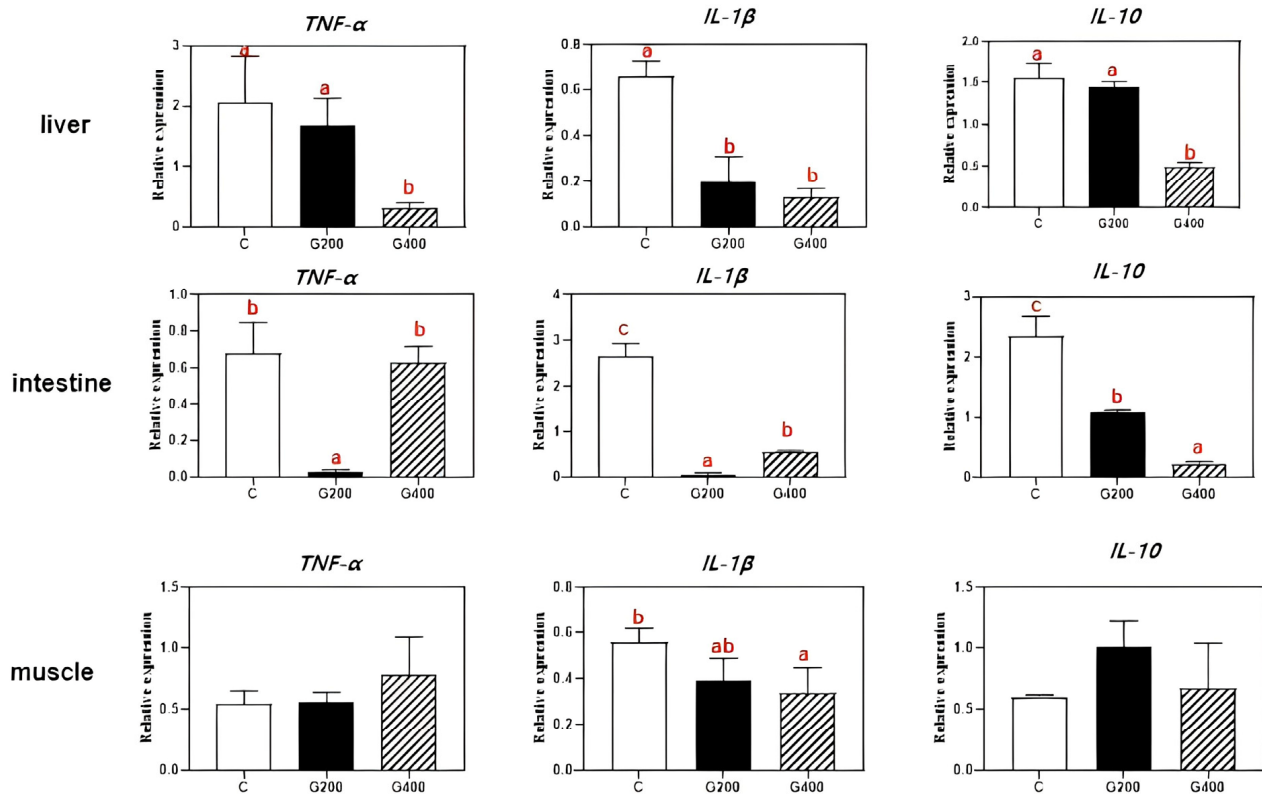 TNF-α
IL-1β
IL-10
liver
Relative expression
3
2
1
0
a
a
b
C
G200
G400
Relative expression
0.8
0.6
0.4
0.2
0.0
a
b
b
C
G200
G400
Relative expression
2.0
1.5
1.0
0.5
0.0
a
a
b
C
G200
G400
TNF-α
IL-1β
IL-10
intestine
Relative expression
1.0
0.8
0.6
0.4
0.2
0.0
b
a
b
C
G200
G400
Relative expression
4
3
2
1
0
c
a
b
C
G200
G400
Relative expression
3
2
1
0
c
b
a
C
G200
G400
TNF-α
IL-1β
IL-10
muscle
Relative expression
1.5
1.0
0.5
0.0
C
G200
G400
Relative expression
0.8
0.6
0.4
0.2
0.0
b
ab
a
C
G200
G400
Relative expression
1.5
1.0
0.5
0.0
C
G200
G400